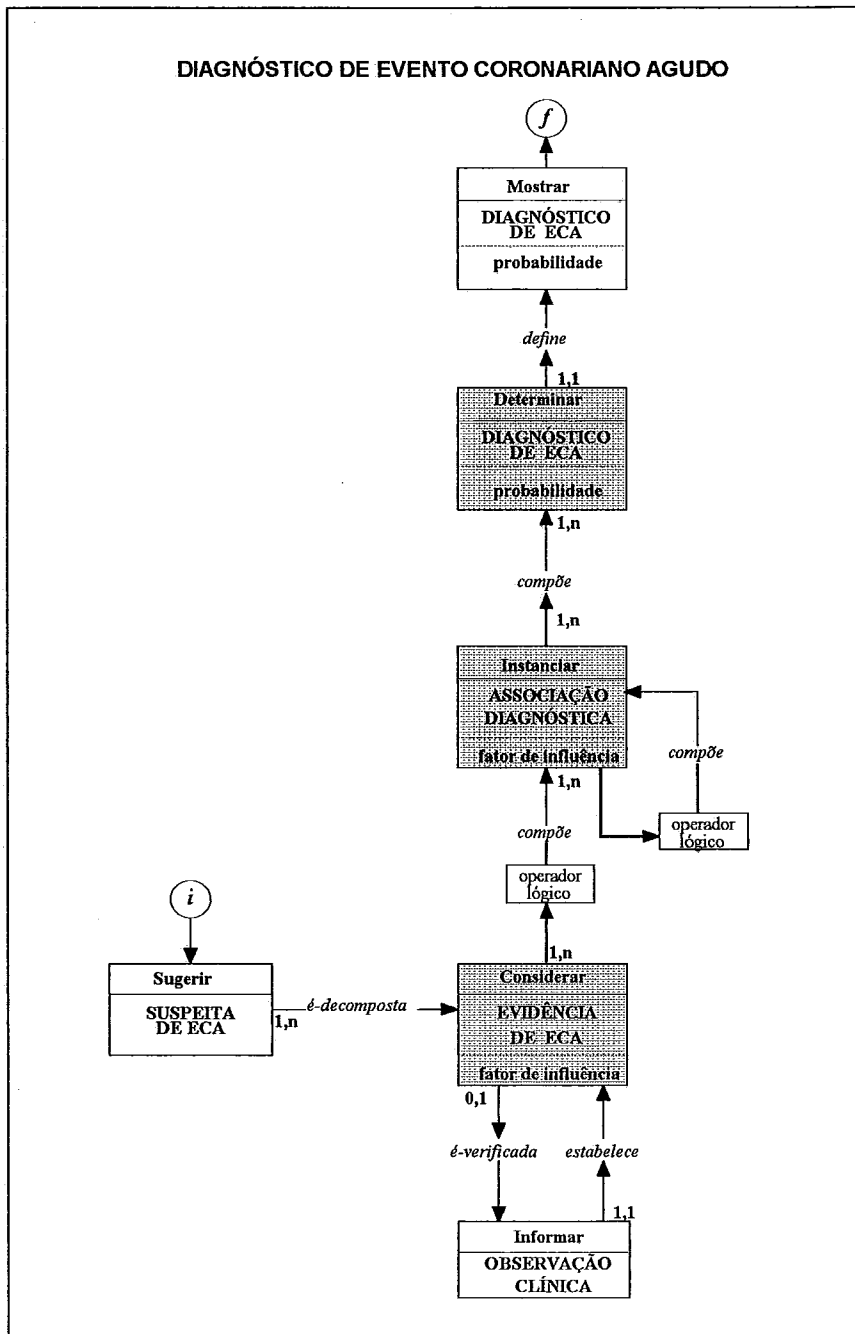 DIAGNÓSTICO DE EVENTO CORONARIANO AGUDO
f
Mostrar
DIAGNÓSTICO
DE ECA
probabilidade
define
1,1
Determinar
DIAGNÓSTICO
DE ECA
probabilidade
1,n
compõe
1,n
Instanciar
ASSOCIAÇÃO
DIAGNÓSTICA
fator de influência
1,n
compõe
operador
lógico
compõe
operador
lógico
1,n
i
Sugerir
SUSPEITA
DE ECA
1,n
é-decomposta
Considerar
EVIDÊNCIA
DE ECA
fator de influência
0,1
é-verificada
estabelece
1,1
Informar
OBSERVAÇÃO
CLÍNICA